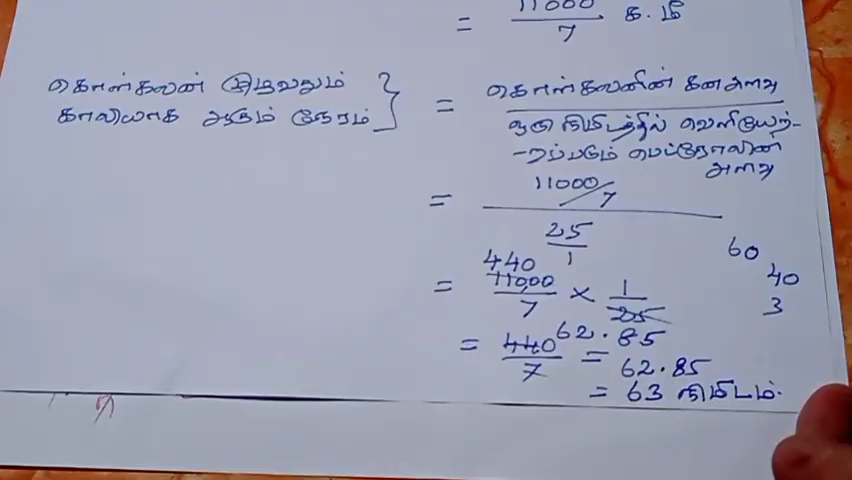 = 11000/7 க.மீ
கொள்கலன் முழுவதும்
காலியாக ஆகும் நேரம் } = கொள்கலனின் கனஅளவு
ஒரு நிமிடத்தில் வெளியேற்-
-றப்படும் பெட்ரோலின்
அளவு
= 11000/7
25/1
60
40
3
440
= 11000/7 × 1/25
= 440/7 62.85 = 62.85
= 63 நிமிடம்.